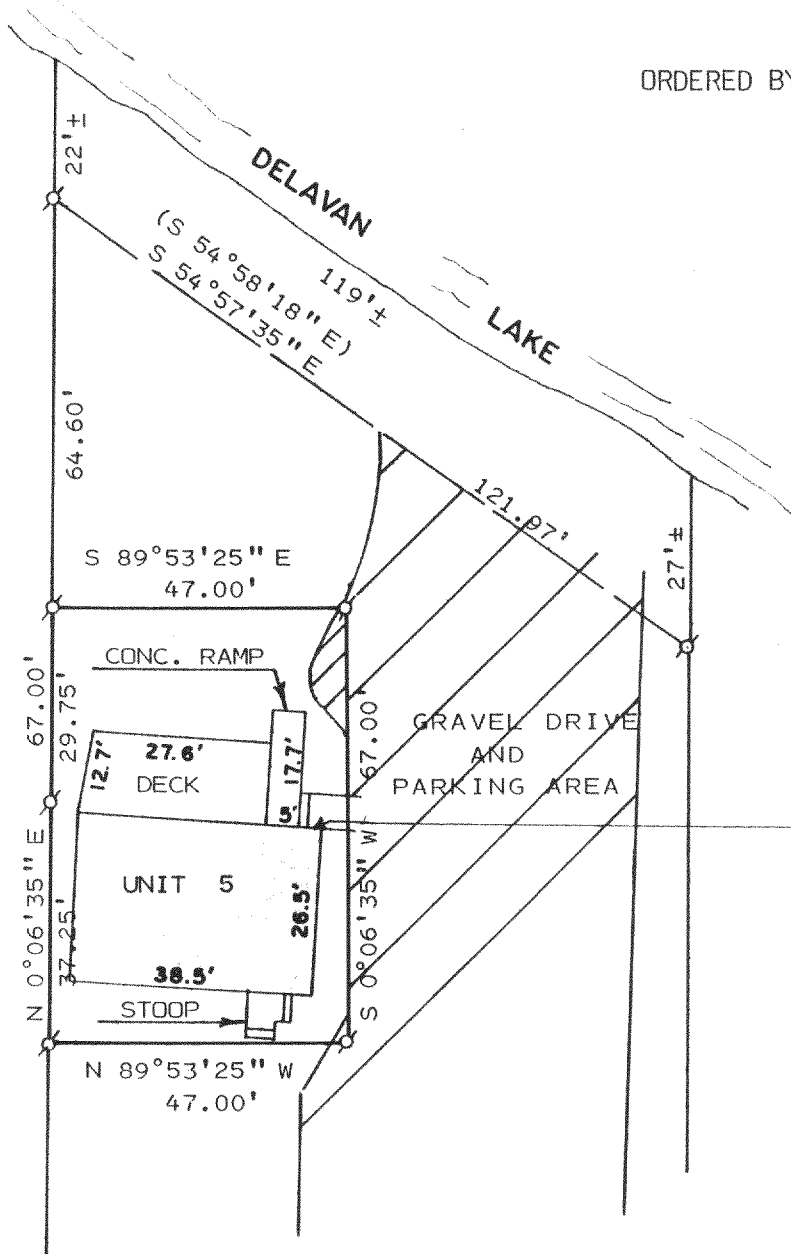 ORDERED BY
22'±
DELAVAN
LAKE
(S 54°58'18" E)
S 54°57'35" E
119'±
64.60'
121.97'
27'±
S 89°53'25" E
47.00'
CONC. RAMP
67.00'
29.75'
12.7'
27.6'
DECK
17.7'
5'
67.00'
GRAVEL DRIVE
AND
PARKING AREA
UNIT 5
26.5'
38.5'
N 0°06'35" E
37.25'
S 0°06'35" W
STOOP
N 89°53'25" W
47.00'